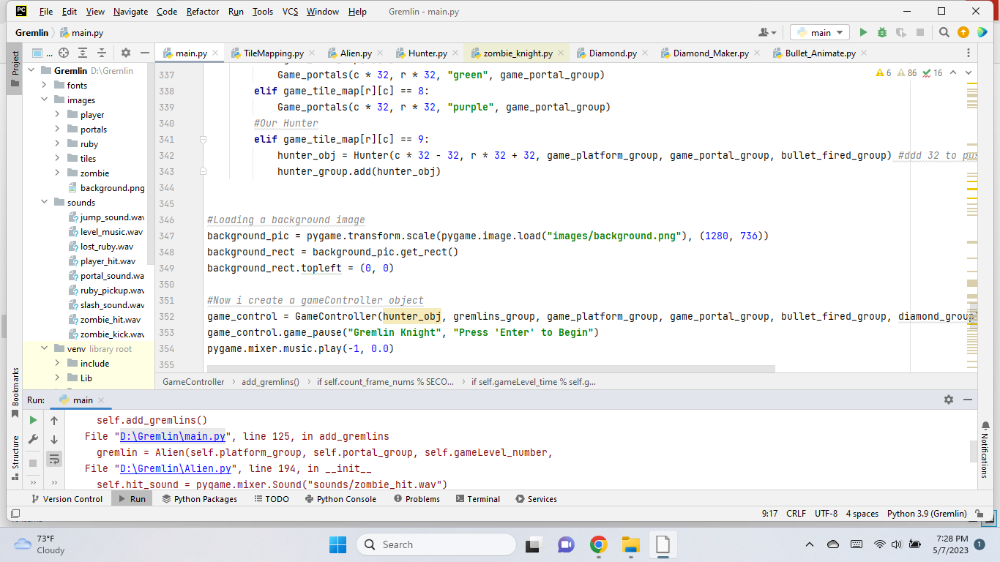 File Edit View Navigate Code Refactor Run Tools VCS Window Help Gremlin - main.py
Gremlin main.py main
Project ... main.py TileMapping.py Alien.py Hunter.py zombie_knight.py Diamond.py Diamond_Maker.py Bullet_Animate.py
Gremlin D:\Gremlin
fonts
images
player
portals
ruby
tiles
zombie
background.png
sounds
jump_sound.wav
level_music.wav
lost_ruby.wav
player_hit.wav
portal_sound.wa
ruby_pickup.wav
slash_sound.wav
zombie_hit.wav
zombie_kick.wav
venv library root
include
Lib
6 86 16
337 Game_portals(c * 32, r * 32, "green", game_portal_group)
338 elif game_tile_map[r][c] == 8:
339 Game_portals(c * 32, r * 32, "purple", game_portal_group)
340 #Our Hunter
341 elif game_tile_map[r][c] == 9:
342 hunter_obj = Hunter(c * 32 - 32, r * 32 + 32, game_platform_group, game_portal_group, bullet_fired_group) #ddd 32 to pus
343 hunter_group.add(hunter_obj)
344
345
346 #Loading a background image
347 background_pic = pygame.transform.scale(pygame.image.load("images/background.png"), (1280, 736))
348 background_rect = background_pic.get_rect()
349 background_rect.topleft = (0, 0)
350
351 #Now i create a gameController object
352 game_control = GameController(hunter_obj, gremlins_group, game_platform_group, game_portal_group, bullet_fired_group, diamond_group
353 game_control.game_pause("Gremlin Knight", "Press 'Enter' to Begin")
354 pygame.mixer.music.play(-1, 0.0)
355
GameController add_gremlins() if self.count_frame_nums % SECO... if self.gameLevel_time % self.g...
Bookmarks
Structure
Notifications
Run: main
self.add_gremlins()
File "D:\Gremlin\main.py", line 125, in add_gremlins
gremlin = Alien(self.platform_group, self.portal_group, self.gameLevel_number,
File "D:\Gremlin\Alien.py", line 194, in __init__
self.hit_sound = pygame.mixer.Sound("sounds/zombie_hit.wav")
Version Control Run Python Packages TODO Python Console Problems Terminal Services
9:17 CRLF UTF-8 4 spaces Python 3.9 (Gremlin)
73°F
Cloudy
Search
7:28 PM
5/7/2023
1